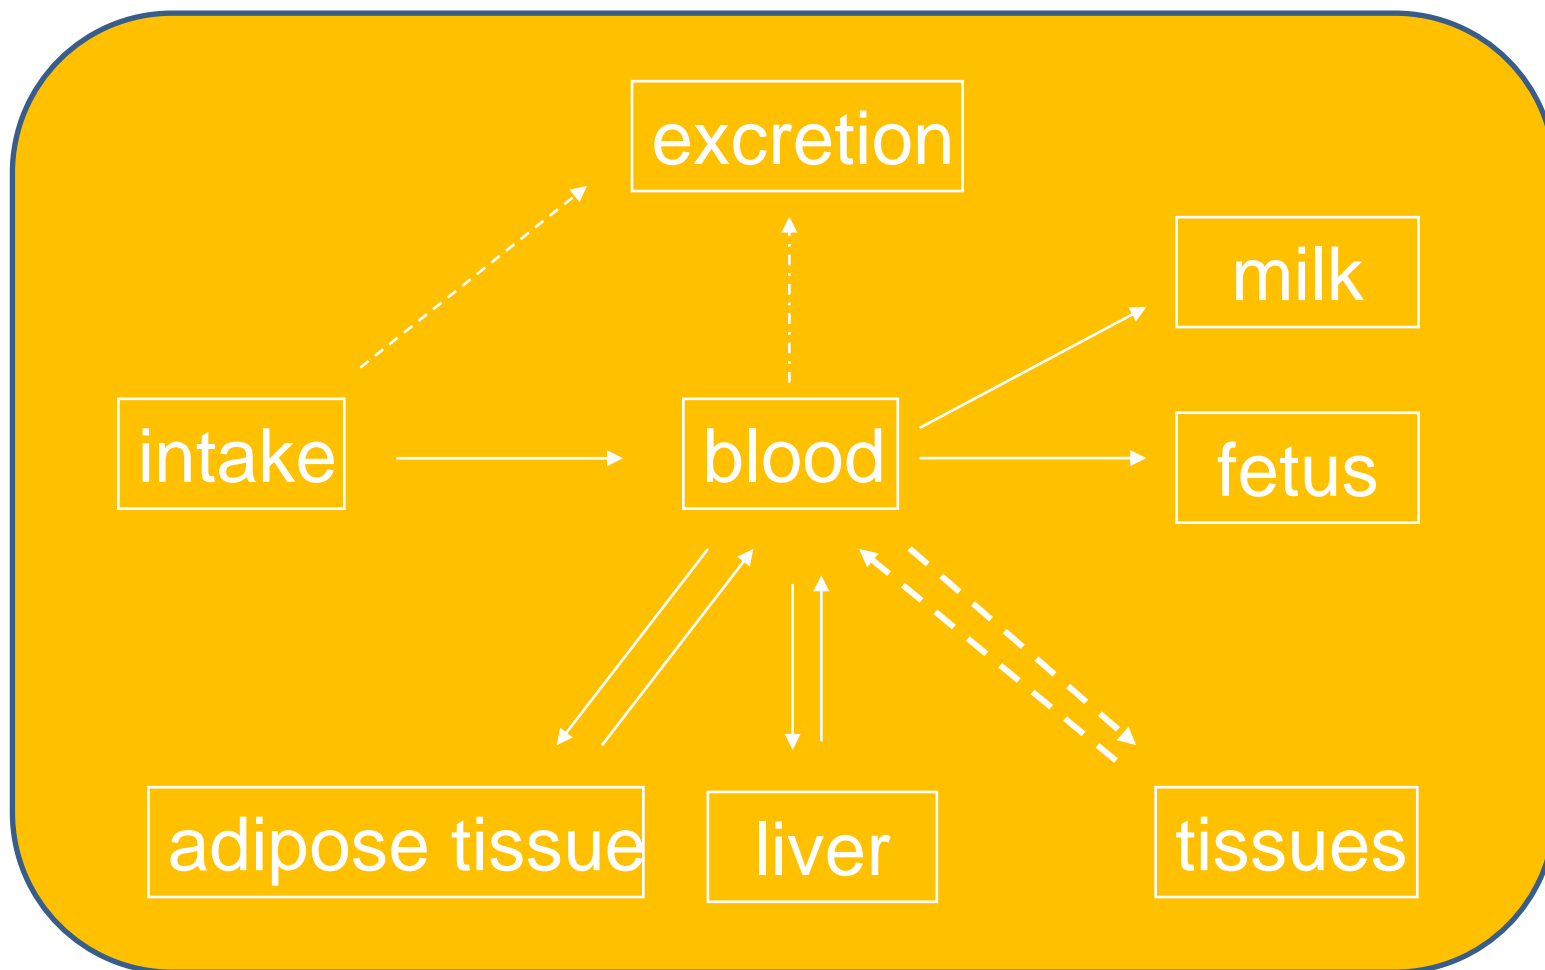 excretion
milk
intake
blood
fetus
adipose tissue
liver
tissues